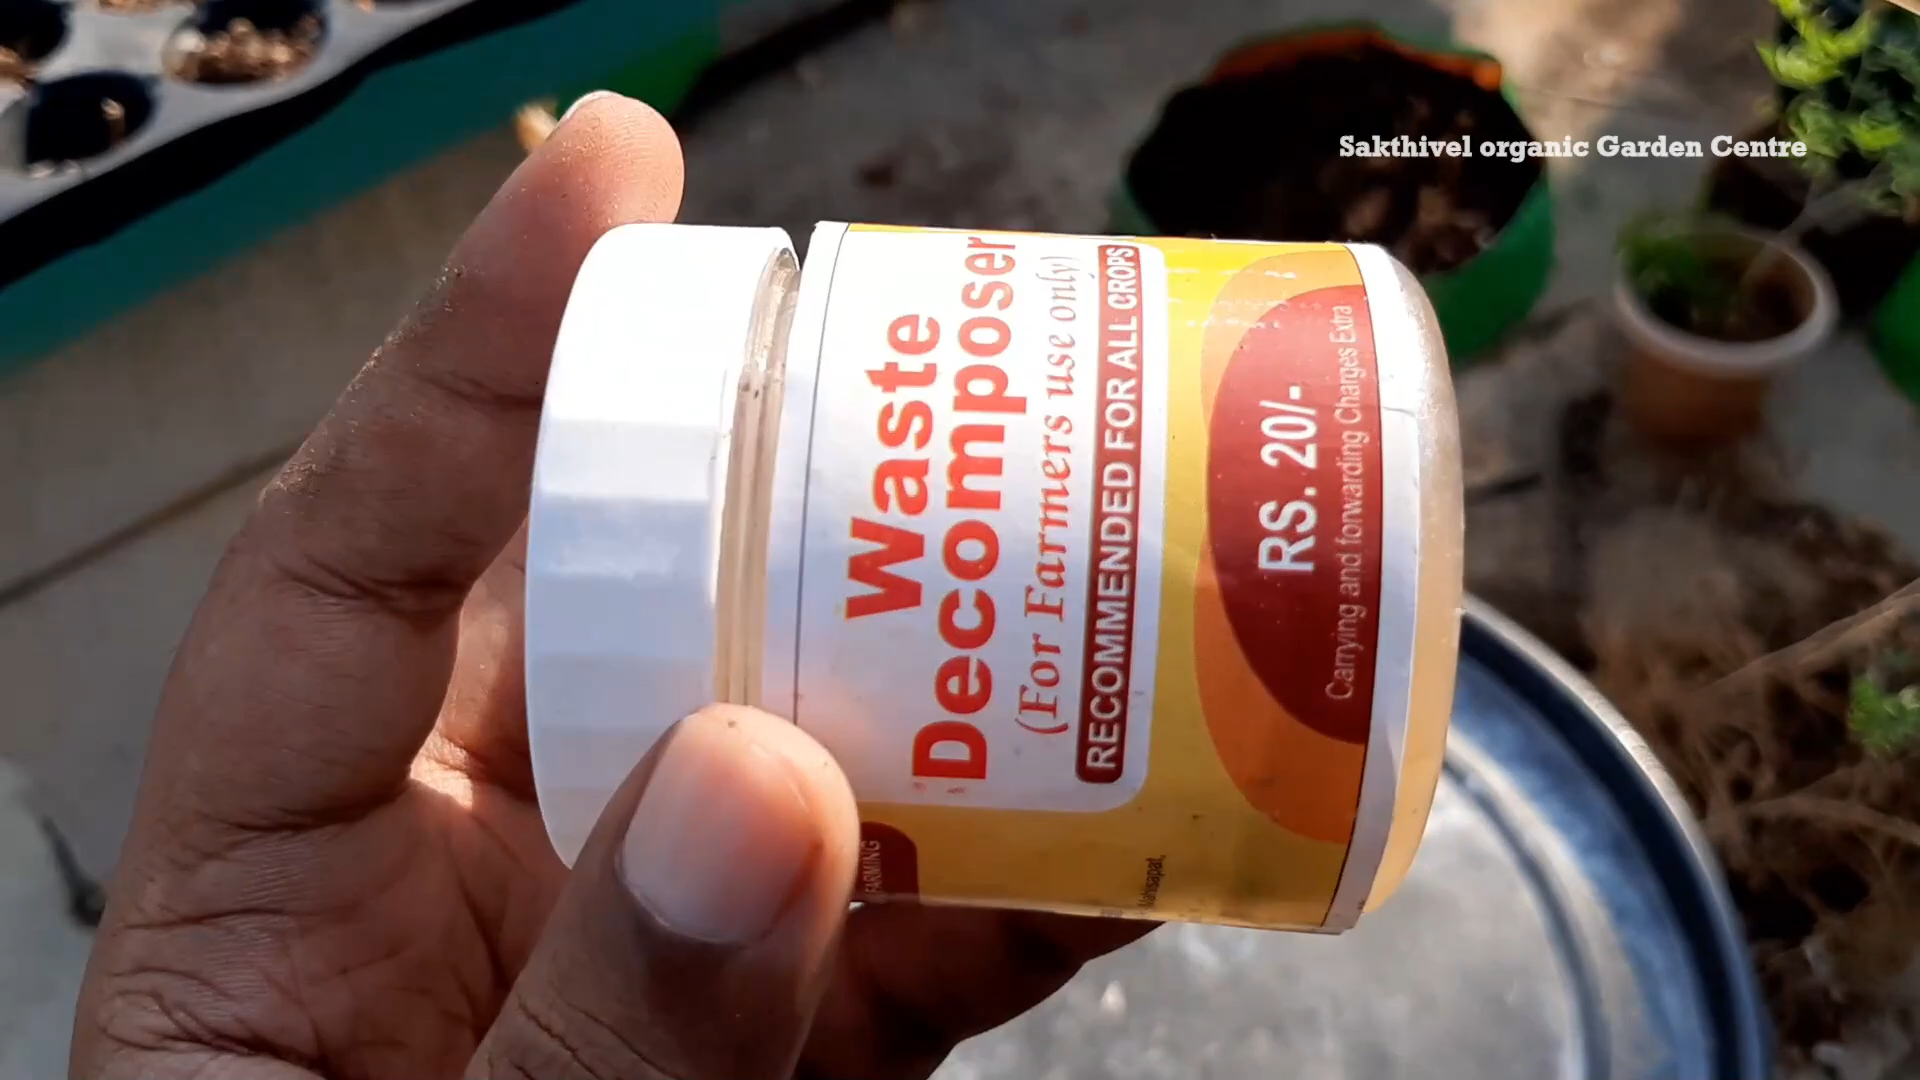 Sakthivel organic Garden Centre
Waste
Decomposer
(For Farmers use only)
RECOMMENDED FOR ALL CROPS
RS. 20/-
Carrying and forwarding Charges Extra
FARMING